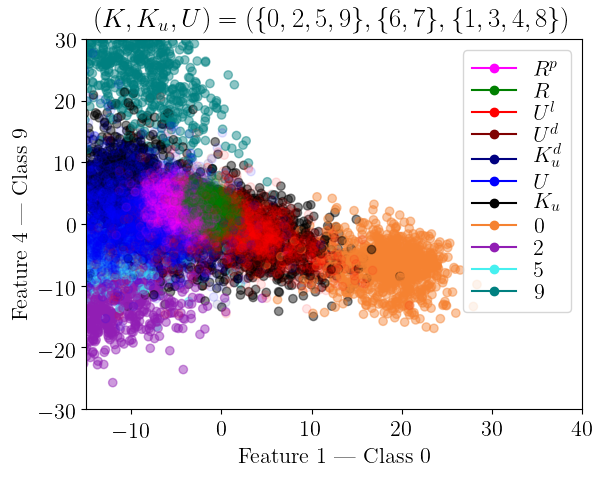 (K, K_u, U) = ({0, 2, 5, 9}, {6, 7}, {1, 3, 4, 8})
30
20
10
0
−10
−20
−30
Feature 4 — Class 9
R^p
R
U^l
U^d
K_u^d
U
K_u
0
2
5
9
−10
0
10
20
30
40
Feature 1 — Class 0